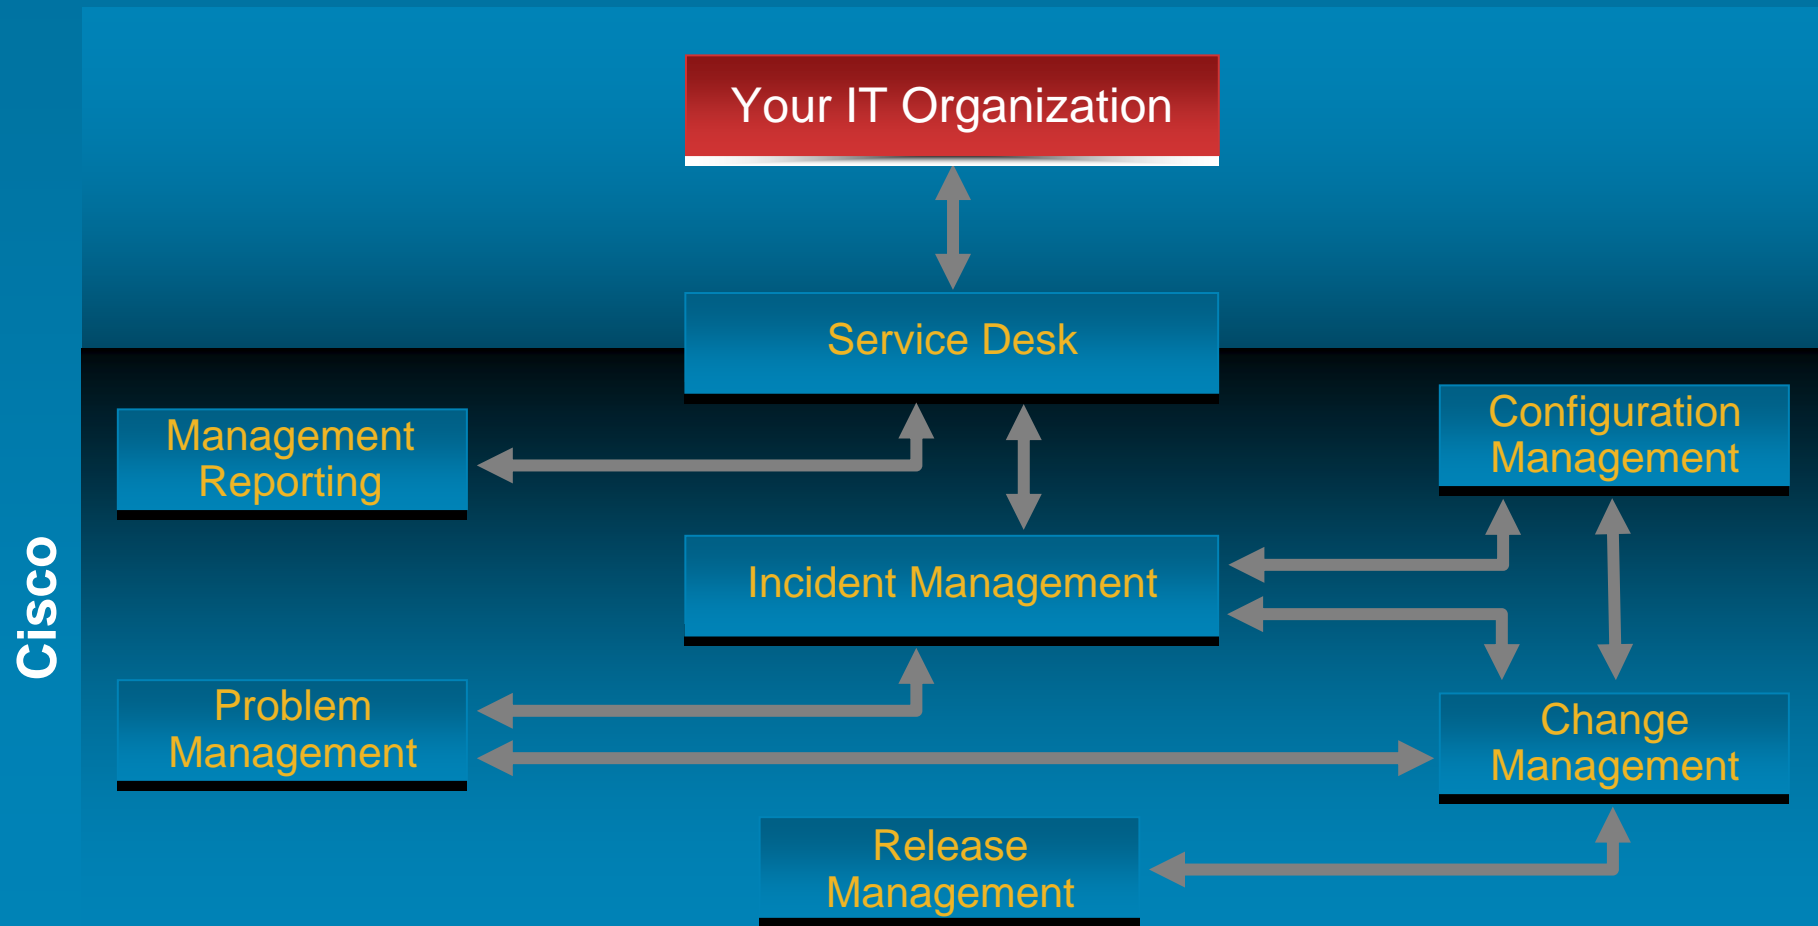 Your IT Organization
Service Desk
Management
Reporting
Configuration
Management
Cisco
Incident Management
Problem
Management
Change
Management
Release
Management